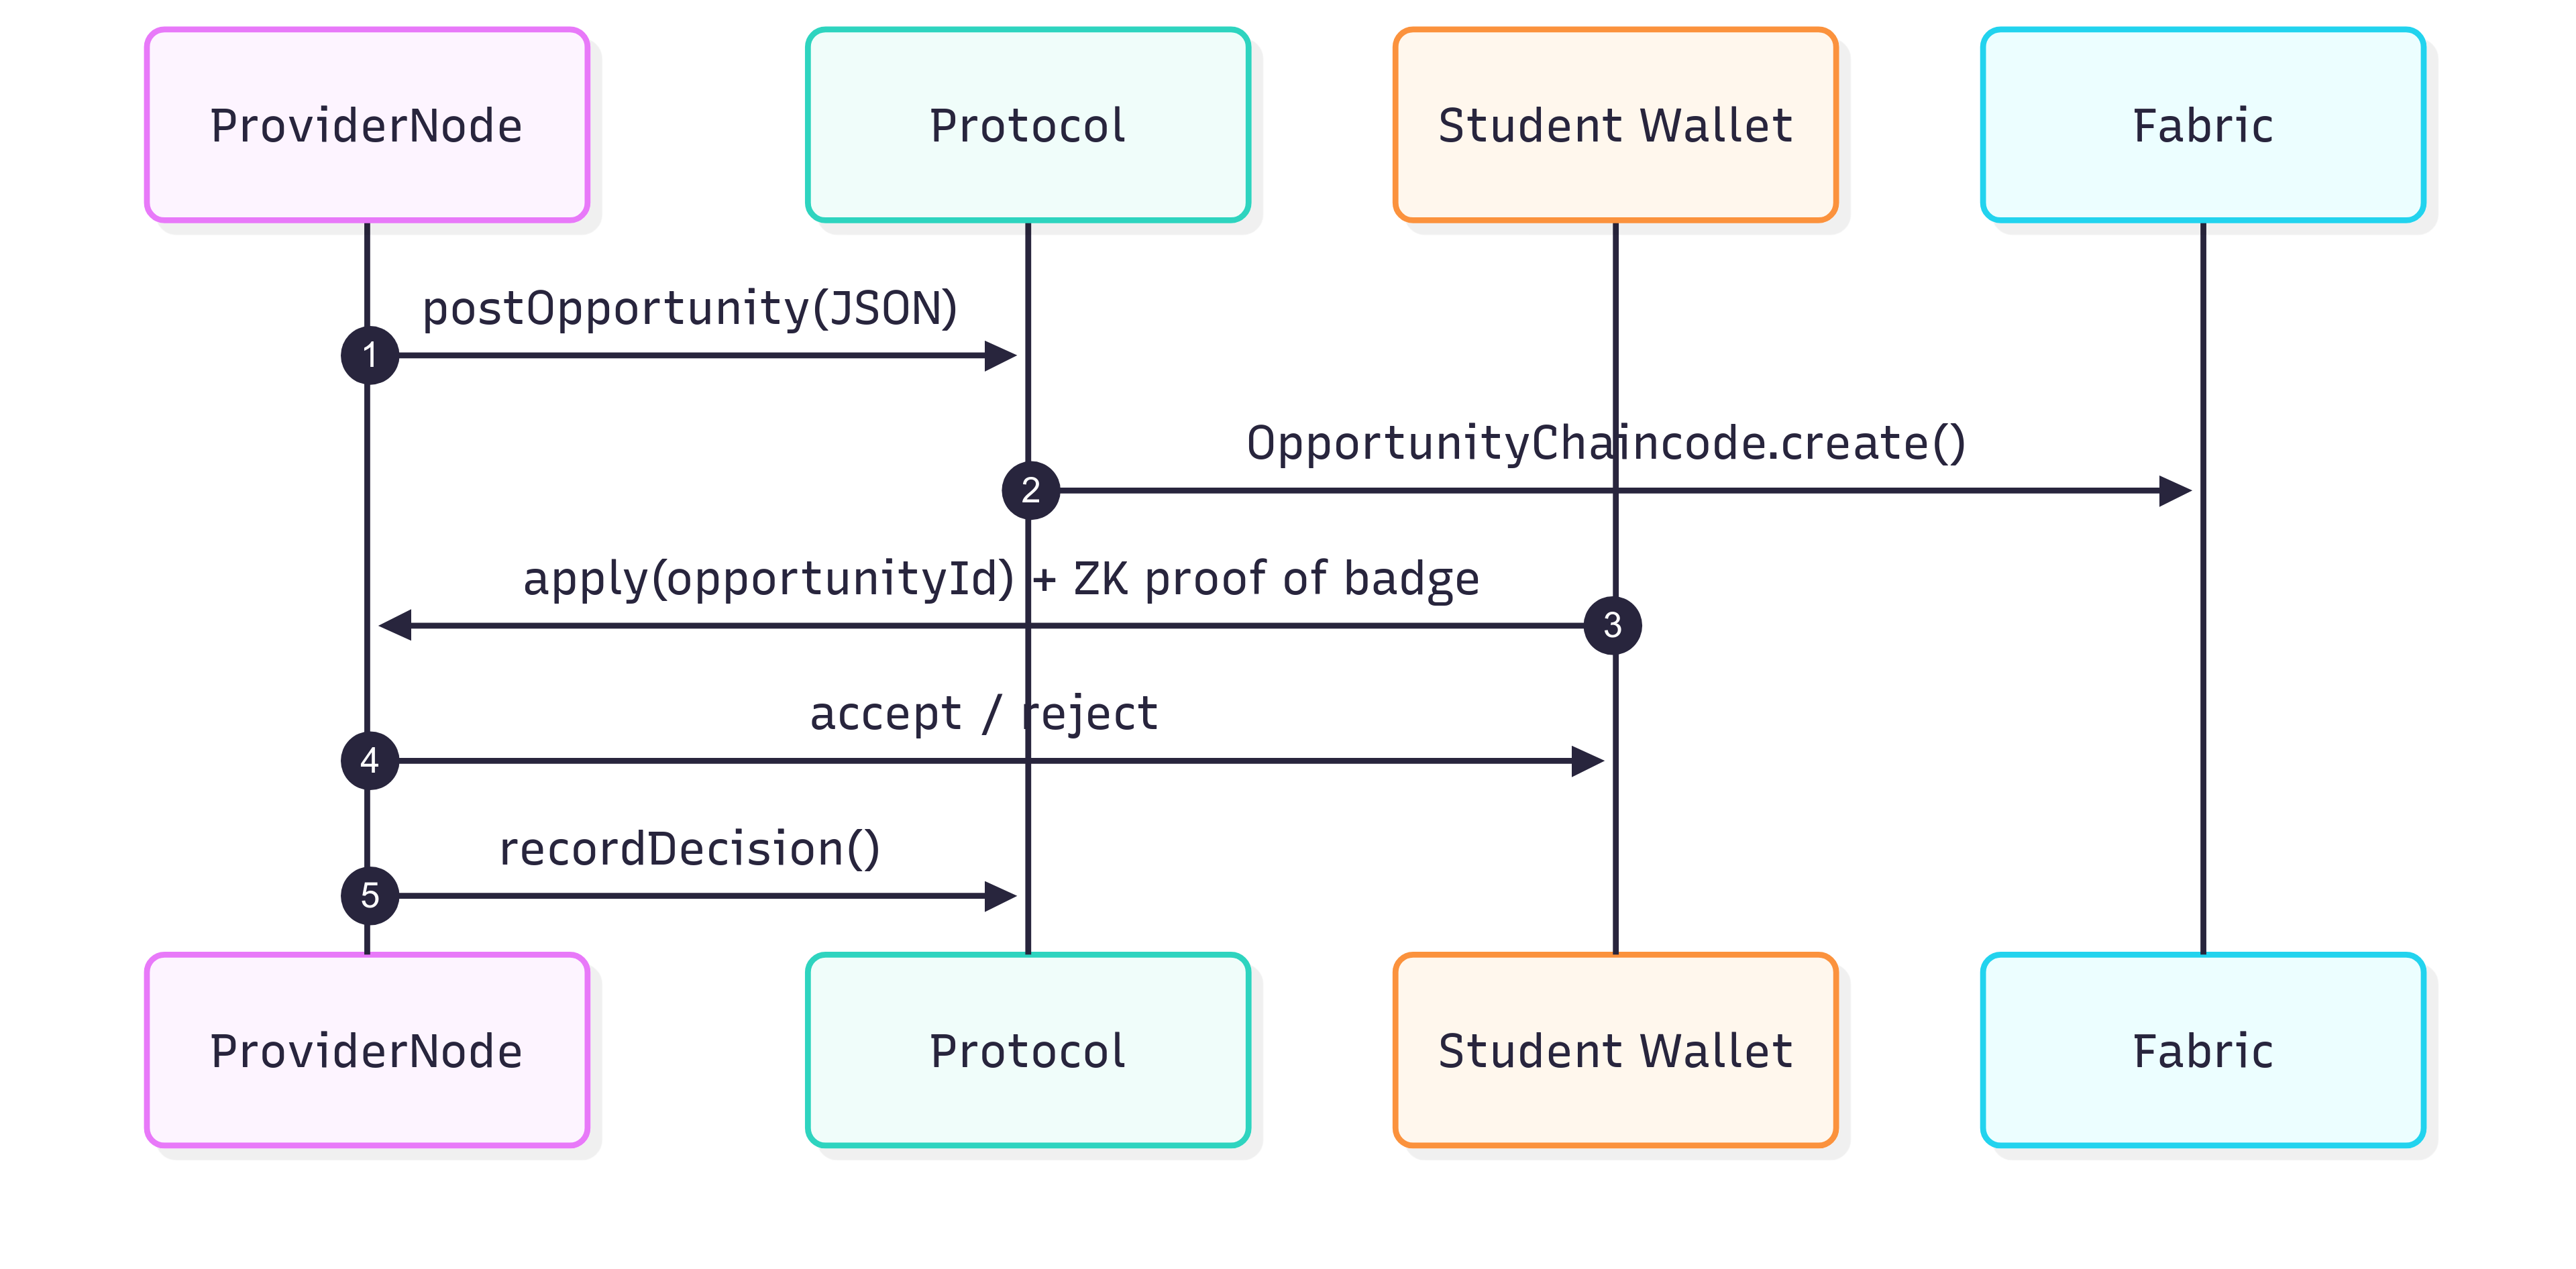 ProviderNode
Protocol
Student Wallet
Fabric
postOpportunity(JSON)
1
OpportunityChaincode.create()
2
apply(opportunityId) + ZK proof of badge
3
accept / reject
4
recordDecision()
5
ProviderNode
Protocol
Student Wallet
Fabric